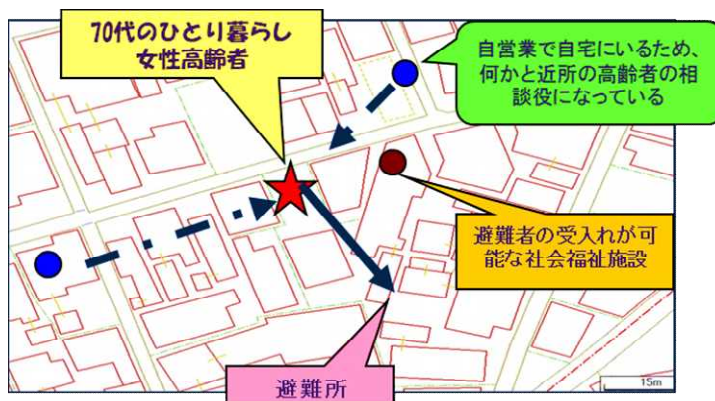 70代のひとり暮らし
女性高齢者
自営業で自宅にいるため、
何かと近所の高齢者の相
談役になっている
避難者の受入れが可
能な社会福祉施設
避難所
15m